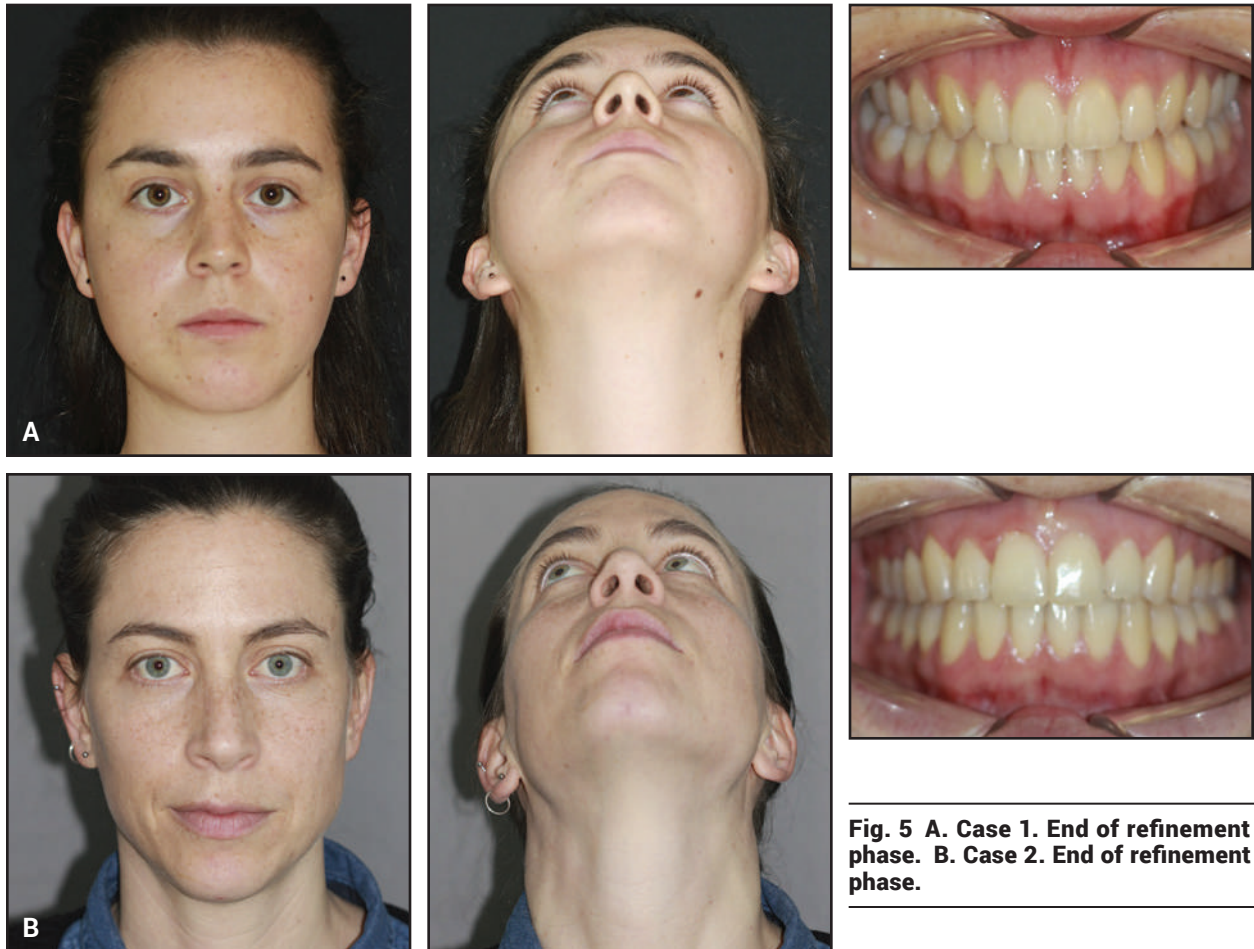 A
B
Fig. 5 A. Case 1. End of refinement
phase. B. Case 2. End of refinement
phase.